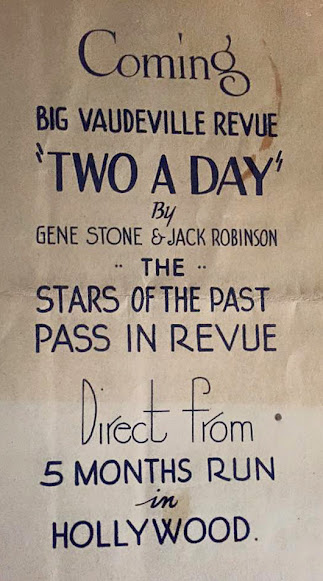 Coming
BIG VAUDEVILLE REVUE
"TWO A DAY"
By
GENE STONE & JACK ROBINSON
·· THE ··
STARS OF THE PAST
PASS IN REVUE
Direct from
5 MONTHS RUN
in
HOLLYWOOD.